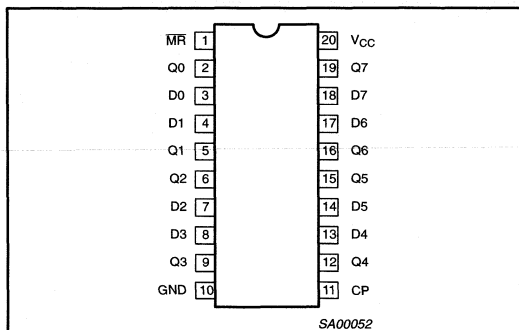 M̅R̅ 1 20 VCC
Q0 2 19 Q7
D0 3 18 D7
D1 4 17 D6
Q1 5 16 Q6
Q2 6 15 Q5
D2 7 14 D5
D3 8 13 D4
Q3 9 12 Q4
GND 10 11 CP
SA00052